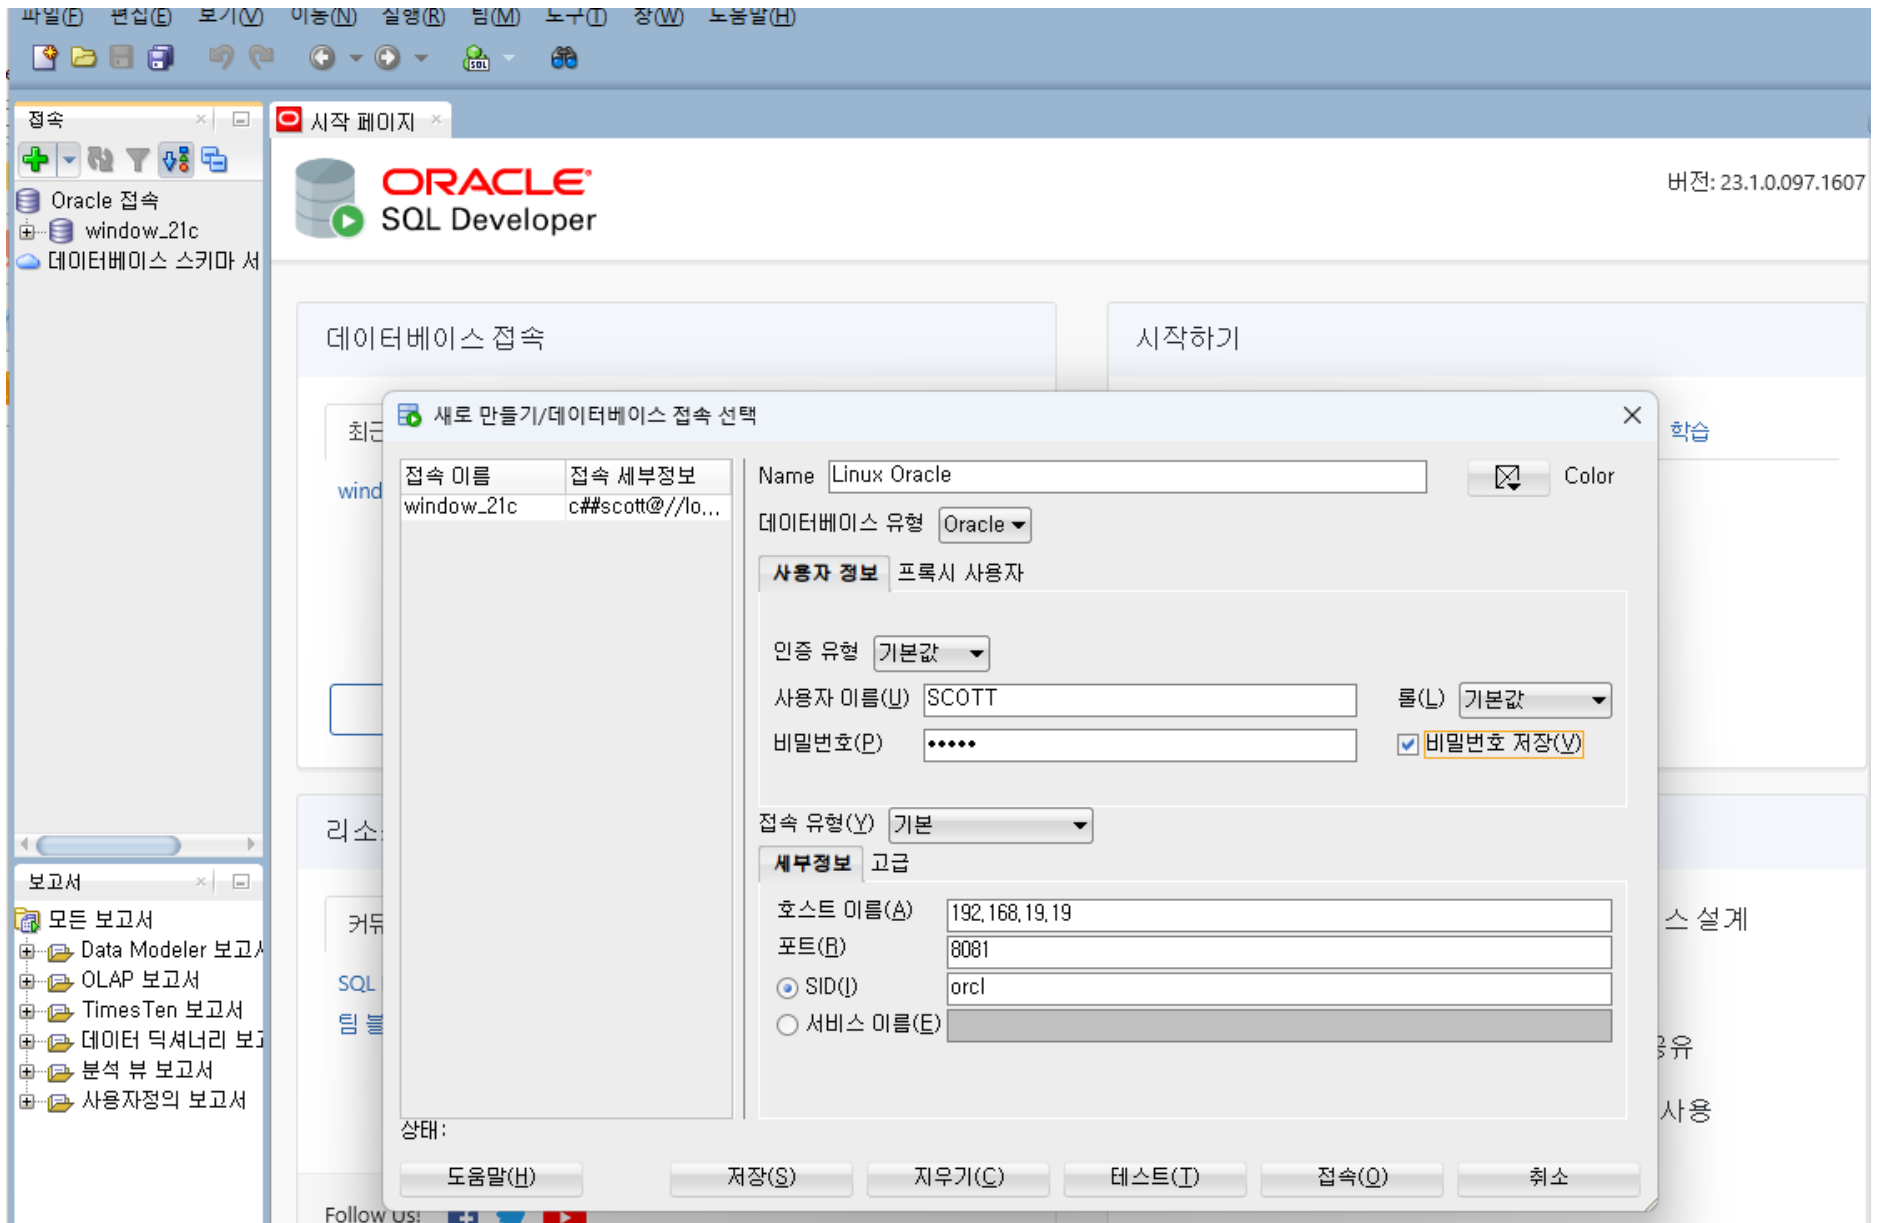 파일(F) 편집(E) 보기(V) 이동(N) 실행(R) 팀(M) 도구(T) 창(W) 도움말(H)
SQL
접속
Oracle 접속
window_21c
데이터베이스 스키마 서
시작 페이지
ORACLE
SQL Developer
버전: 23.1.0.097.1607
데이터베이스 접속
시작하기
최근
wind
학습
새로 만들기/데이터베이스 접속 선택
접속 이름 접속 세부정보
window_21c c##scott@//lo...
Name Linux Oracle Color
데이터베이스 유형 Oracle
사용자 정보 프록시 사용자
인증 유형 기본값
사용자 이름(U) SCOTT 롤(L) 기본값
비밀번호(P) ••••• 비밀번호 저장(V)
접속 유형(Y) 기본
세부정보 고급
호스트 이름(A) 192.168.19.19
포트(R) 8081
SID(I) orcl
서비스 이름(E)
상태:
도움말(H) 저장(S) 지우기(C) 테스트(T) 접속(O) 취소
리소
커뮤
SQL
팀 블
스 설계
공유
사용
Follow Us!
보고서
모든 보고서
Data Modeler 보고서
OLAP 보고서
TimesTen 보고서
데이터 딕셔너리 보고
분석 뷰 보고서
사용자정의 보고서